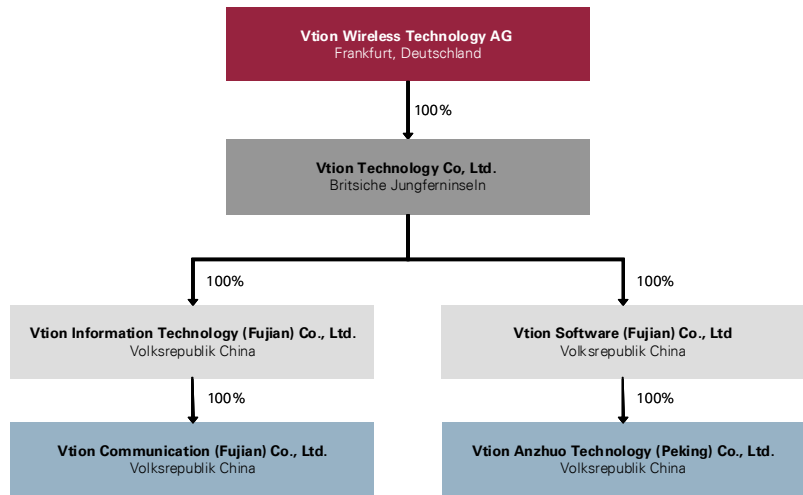 Vtion Wireless Technology AG
Frankfurt, Deutschland
100%
Vtion Technology Co, Ltd.
Britsiche Jungferninseln
100%
100%
Vtion Information Technology (Fujian) Co., Ltd.
Volksrepublik China
Vtion Software (Fujian) Co., Ltd
Volksrepublik China
100%
100%
Vtion Communication (Fujian) Co., Ltd.
Volksrepublik China
Vtion Anzhuo Technology (Peking) Co., Ltd.
Volksrepublik China